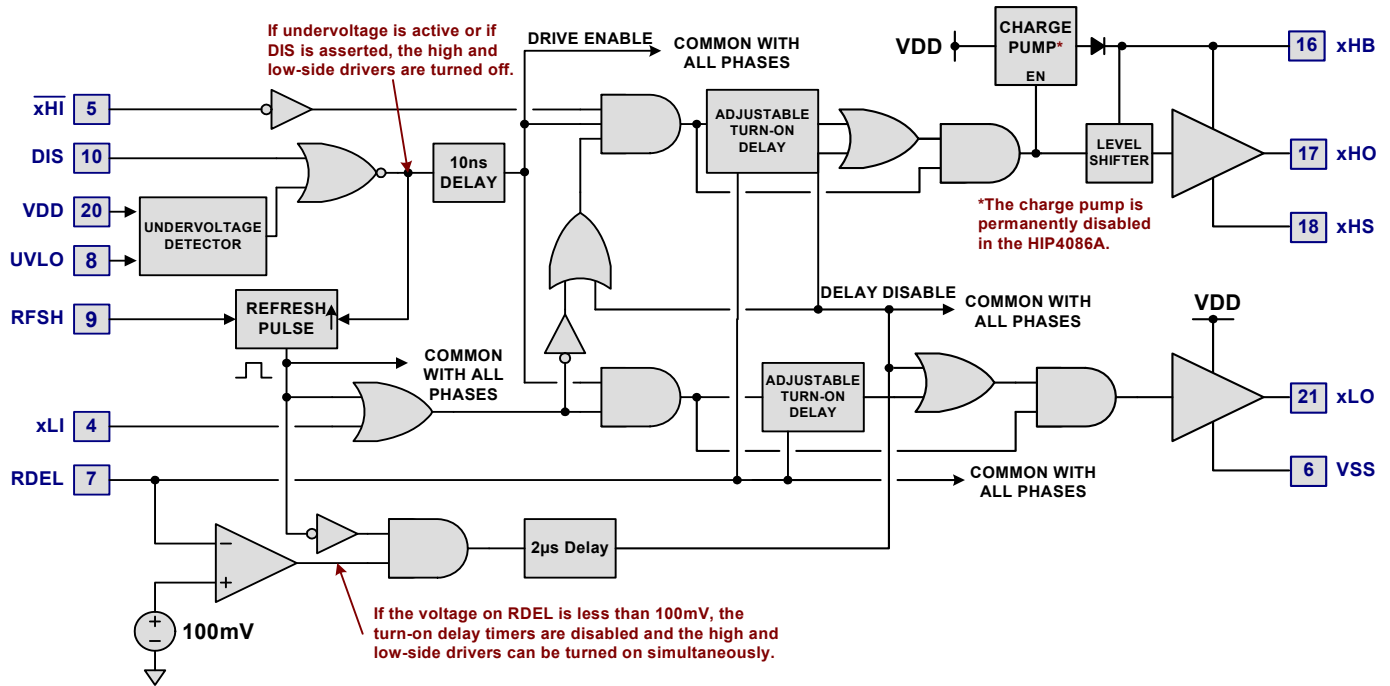 If undervoltage is active or if
DIS is asserted, the high and
low-side drivers are turned off.
DRIVE ENABLE
COMMON WITH
ALL PHASES
VDD
CHARGE
PUMP*
EN
16 xHB
xHI 5
ADJUSTABLE
TURN-ON
DELAY
DIS 10
10ns
DELAY
LEVEL
SHIFTER
17 xHO
VDD 20
UNDERVOLTAGE
DETECTOR
UVLO 8
*The charge pump is
permanently disabled
in the HIP4086A.
18 xHS
RFSH 9
REFRESH
PULSE
DELAY DISABLE
COMMON WITH
ALL PHASES
VDD
COMMON
WITH ALL
PHASES
ADJUSTABLE
TURN-ON
DELAY
21 xLO
xLI 4
RDEL 7
COMMON WITH
ALL PHASES
6 VSS
−
+
2µs Delay
+
−
100mV
If the voltage on RDEL is less than 100mV, the
turn-on delay timers are disabled and the high and
low-side drivers can be turned on simultaneously.